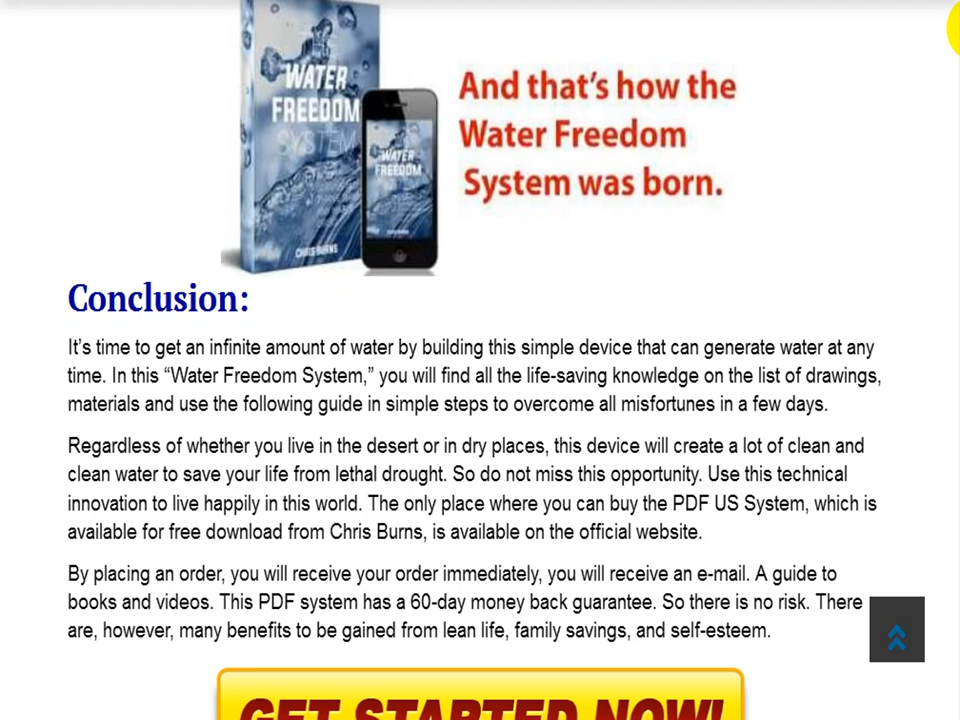 WATER
FREEDOM
SYSTEM
CHRIS BURNS
WATER
FREEDOM
And that's how the
Water Freedom
System was born.
Conclusion:
It's time to get an infinite amount of water by building this simple device that can generate water at any
time. In this “Water Freedom System,” you will find all the life-saving knowledge on the list of drawings,
materials and use the following guide in simple steps to overcome all misfortunes in a few days.
Regardless of whether you live in the desert or in dry places, this device will create a lot of clean and
clean water to save your life from lethal drought. So do not miss this opportunity. Use this technical
innovation to live happily in this world. The only place where you can buy the PDF US System, which is
available for free download from Chris Burns, is available on the official website.
By placing an order, you will receive your order immediately, you will receive an e-mail. A guide to
books and videos. This PDF system has a 60-day money back guarantee. So there is no risk. There
are, however, many benefits to be gained from lean life, family savings, and self-esteem.
GET STARTED NOW!